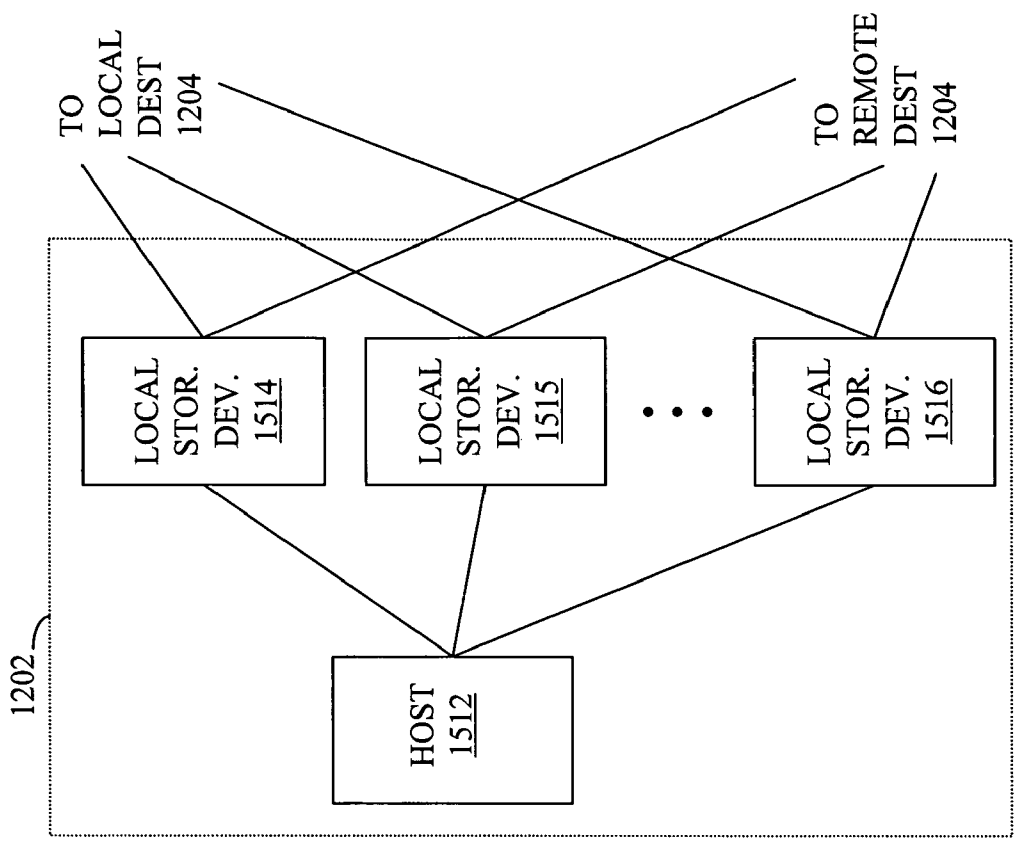 1202
HOST
1512
LOCAL
STOR.
DEV.
1514
LOCAL
STOR.
DEV.
1515
LOCAL
STOR.
DEV.
1516
TO
LOCAL
DEST
1204
TO
REMOTE
DEST
1204